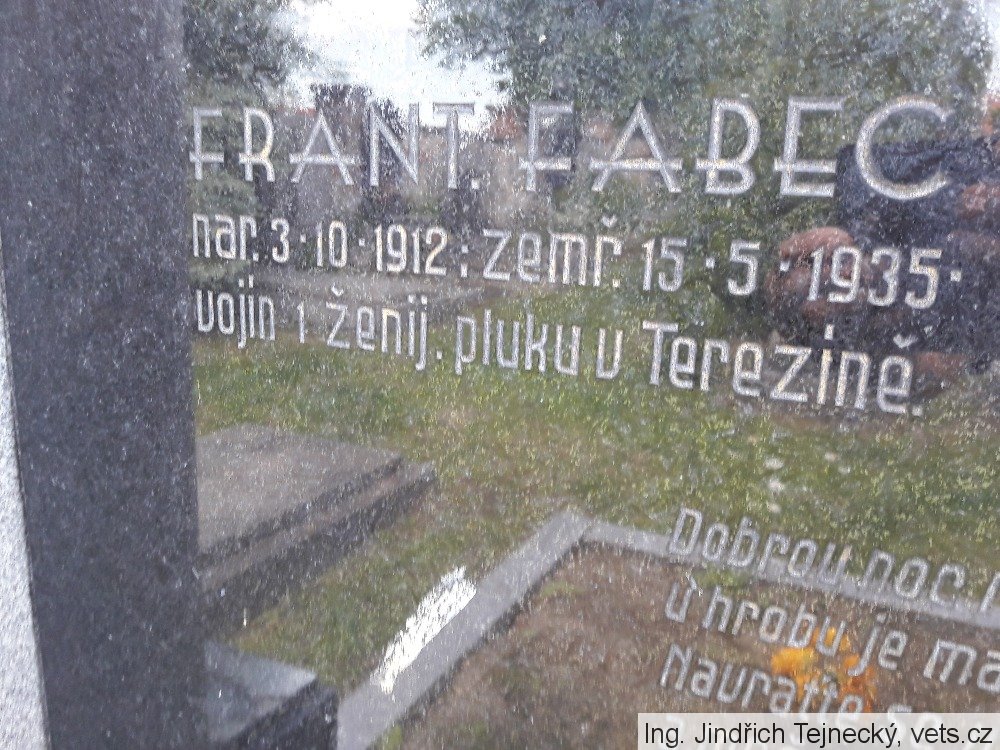 FRANT. FABEC
nar. 3·10·1912; zemř. 15·5·1935·
vojín 1 ženij. pluku v Terezíně.
Dobrou noc.
u hrobu je
Navraťte
Ing. Jindřich Tejnecký, vets.cz